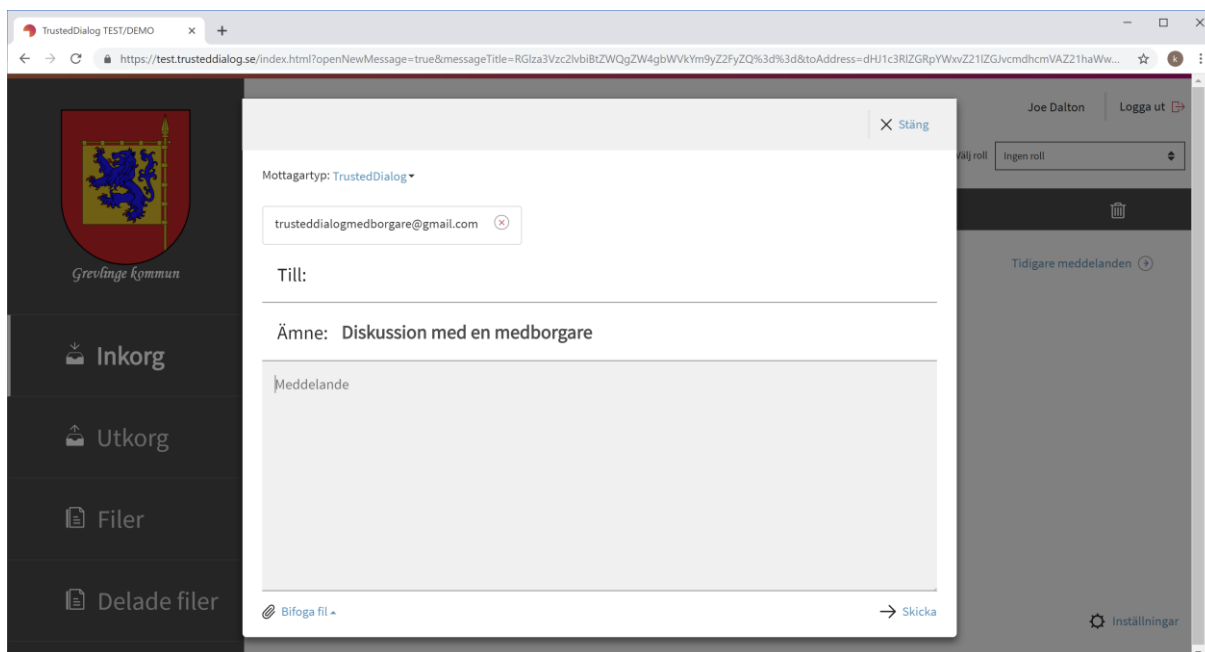 TrustedDialog TEST/DEMO
https://test.trusteddialog.se/index.html?openNewMessage=true&messageTitle=RGlza3Vzc2lvbiBtZWQgZW4gbWVkYm9yZ2FyZQ%3d%3d&toAddress=dHJ1c3RlZGRpYWxvZ21lZGJvcmdhcmVAZ21haWw...
k
Joe Dalton
Logga ut
Stäng
Välj roll
Ingen roll
Mottagartyp: TrustedDialog
trusteddialogmedborgare@gmail.com
Grevlinge kommun
Till:
Tidigare meddelanden
Ämne: Diskussion med en medborgare
Inkorg
Meddelande
Utkorg
Filer
Delade filer
Bifoga fil
Skicka
Inställningar